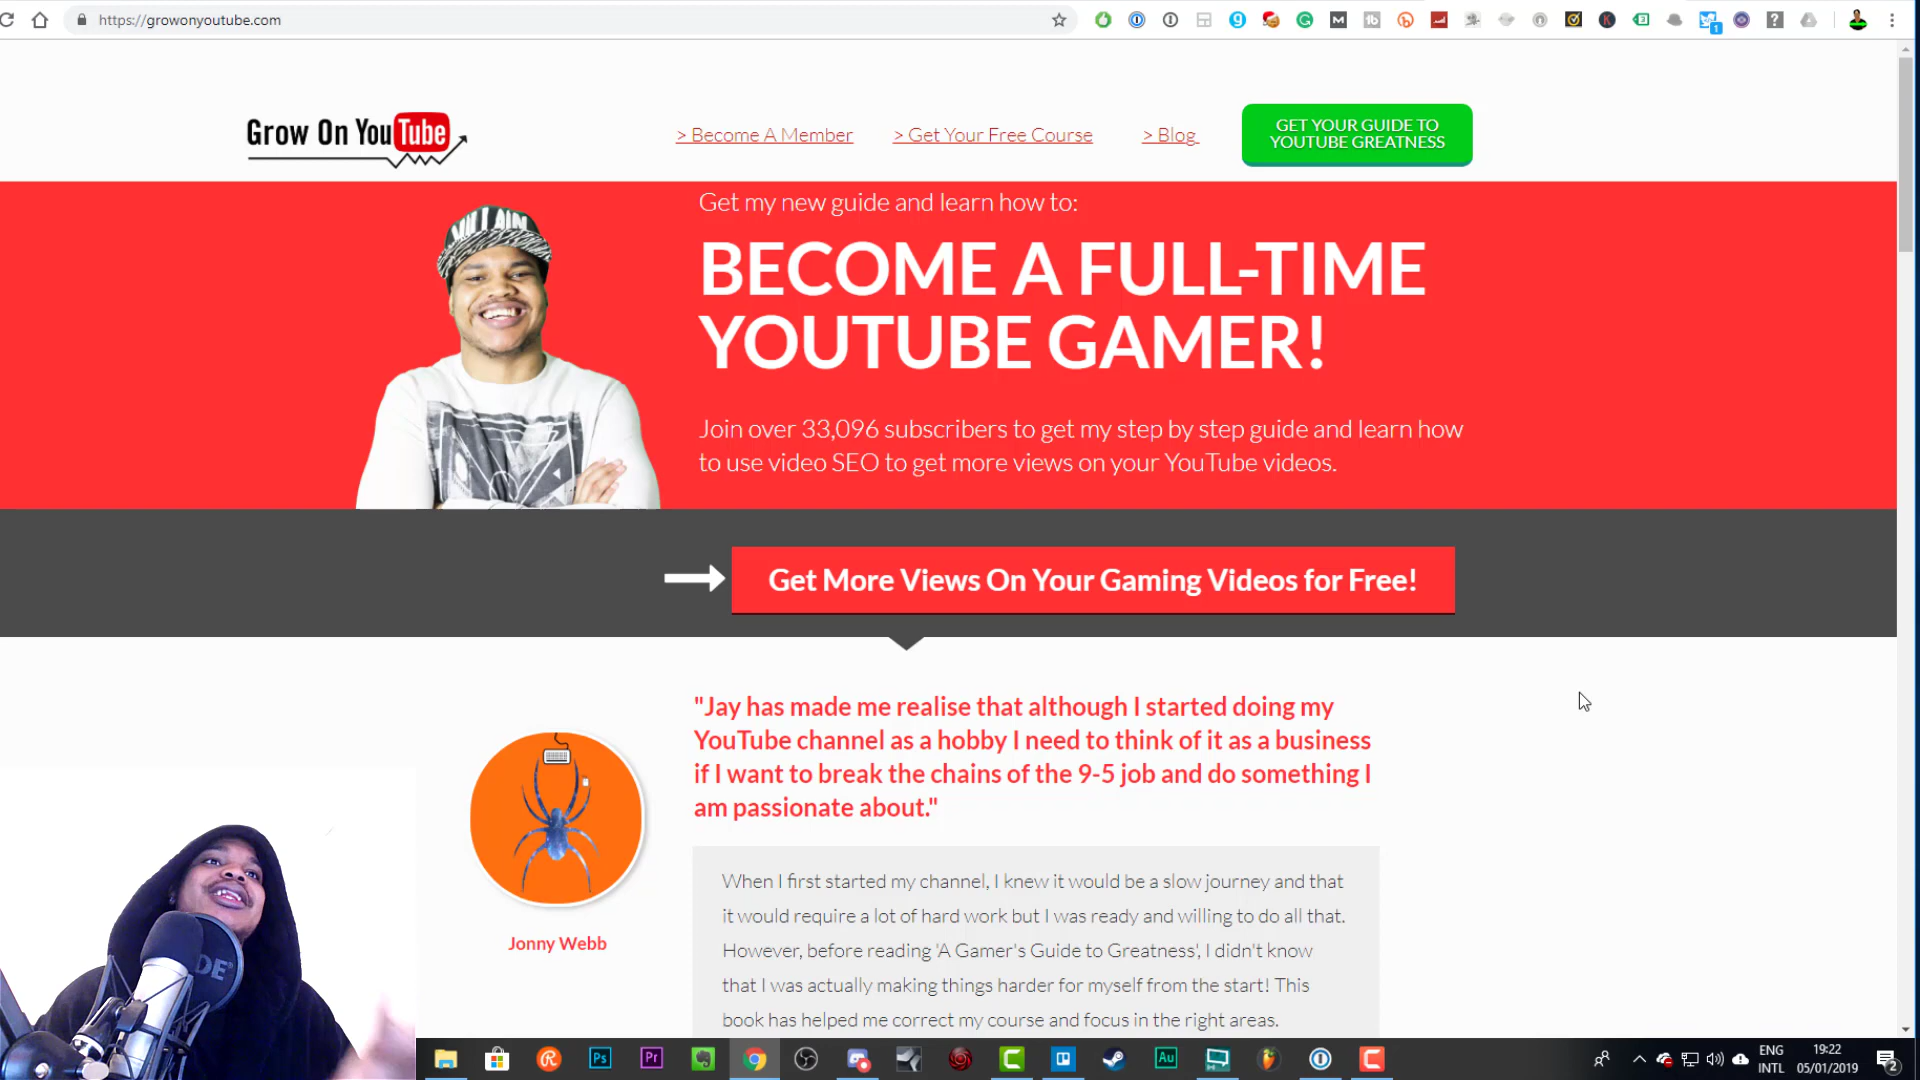 https://growonyoutube.com
Grow On YouTube
> Become A Member
> Get Your Free Course
> Blog
GET YOUR GUIDE TO
YOUTUBE GREATNESS
Get my new guide and learn how to:
BECOME A FULL-TIME
YOUTUBE GAMER!
Join over 33,096 subscribers to get my step by step guide and learn how
to use video SEO to get more views on your YouTube videos.
Get More Views On Your Gaming Videos for Free!
"Jay has made me realise that although I started doing my
YouTube channel as a hobby I need to think of it as a business
if I want to break the chains of the 9-5 job and do something I
am passionate about."
Jonny Webb
When I first started my channel, I knew it would be a slow journey and that
it would require a lot of hard work but I was ready and willing to do all that.
However, before reading 'A Gamer's Guide to Greatness', I didn't know
that I was actually making things harder for myself from the start! This
book has helped me correct my course and focus in the right areas.
Ps
Pr
Au
ENG
INTL
19:22
05/01/2019
2